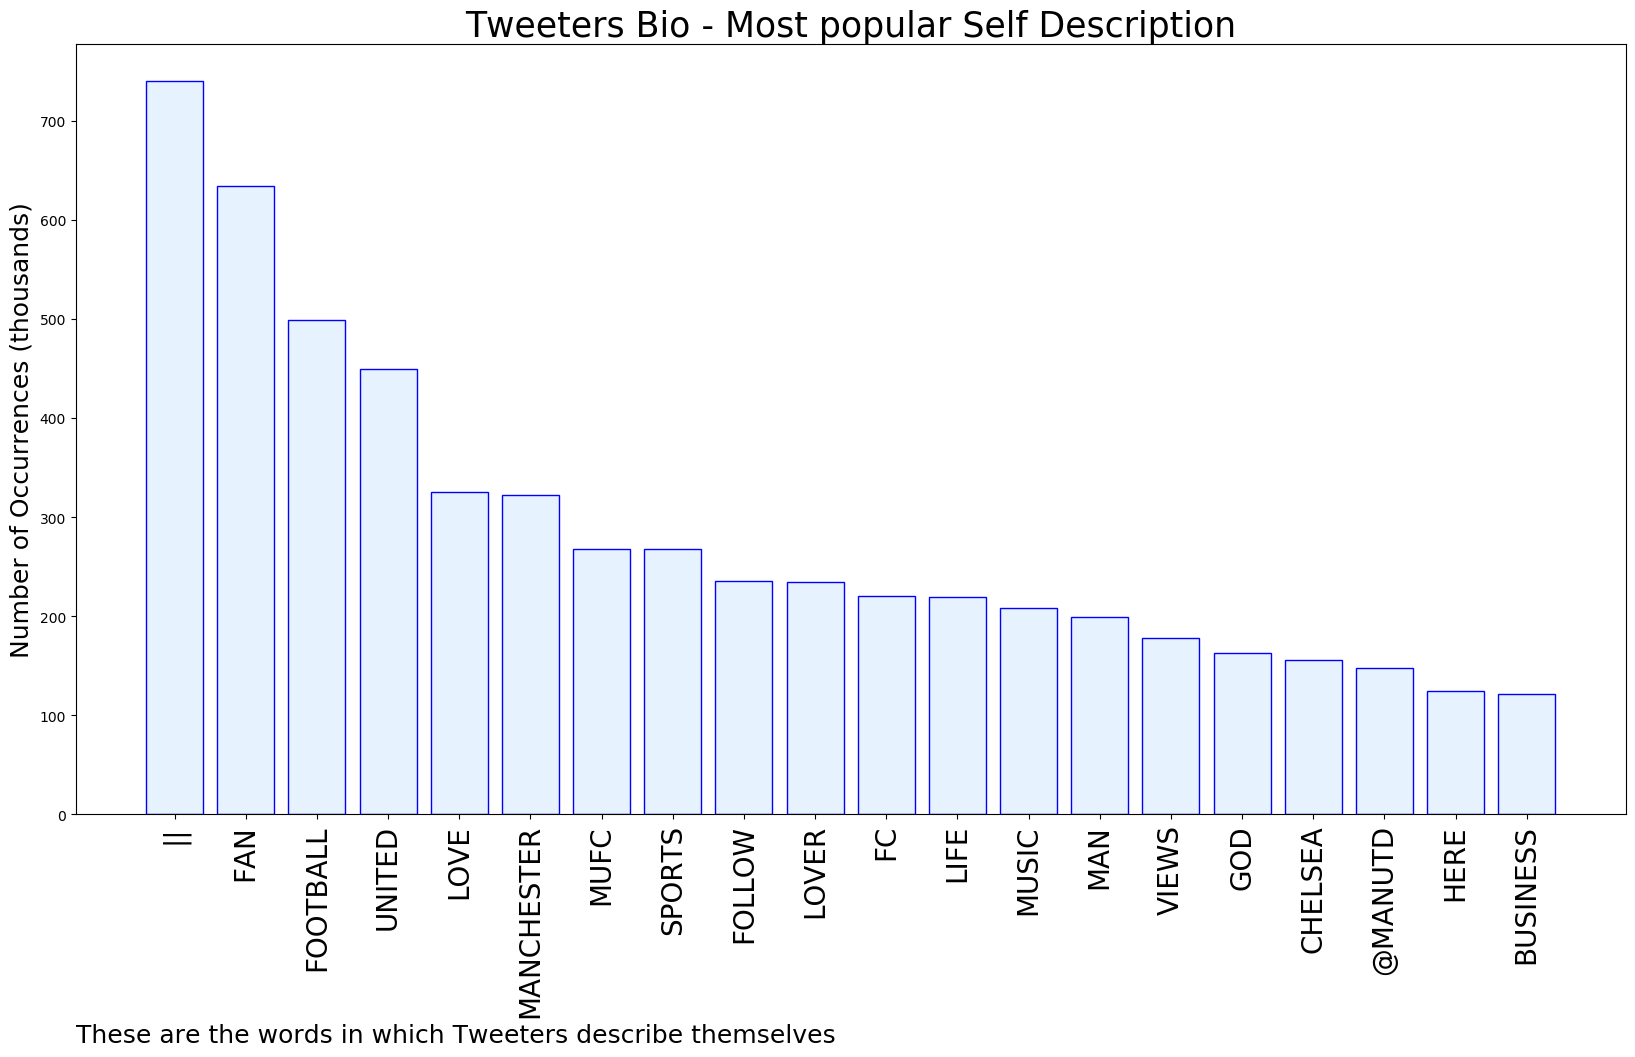 Tweeters Bio - Most popular Self Description
Number of Occurrences (thousands)
700
600
500
400
300
200
100
0
||
FAN
FOOTBALL
UNITED
LOVE
MANCHESTER
MUFC
SPORTS
FOLLOW
LOVER
FC
LIFE
MUSIC
MAN
VIEWS
GOD
CHELSEA
@MANUTD
HERE
BUSINESS
These are the words in which Tweeters describe themselves